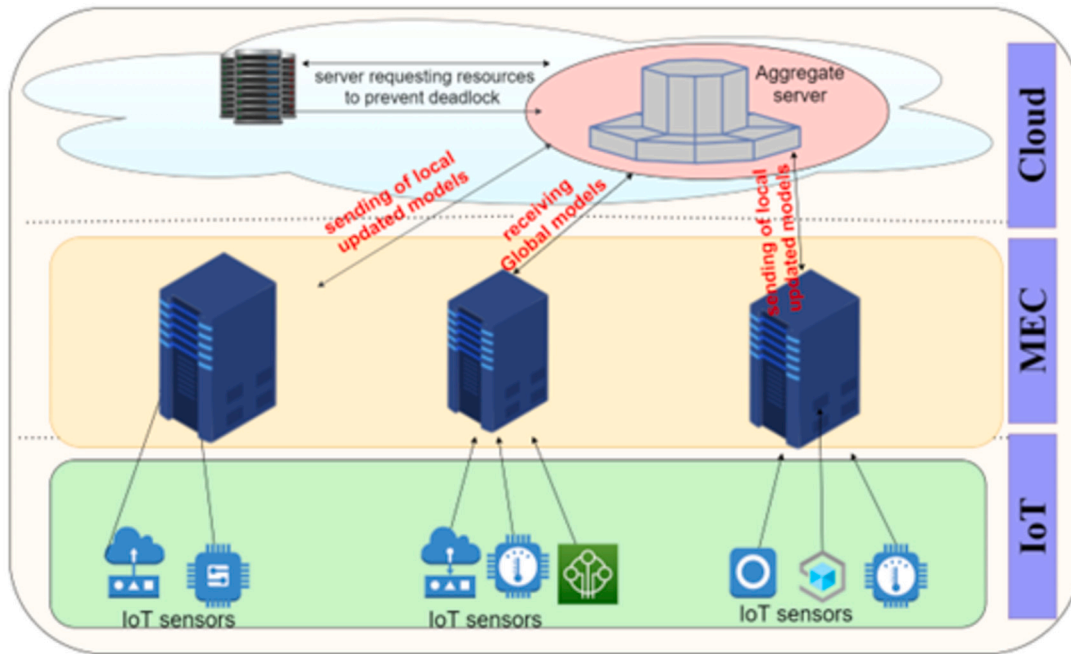 server requesting resources
to prevent deadlock
Aggregate
server
Cloud
sending of local
updated models
receiving
Global models
sending of local
updated models
MEC
IoT
IoT sensors
IoT sensors
IoT sensors